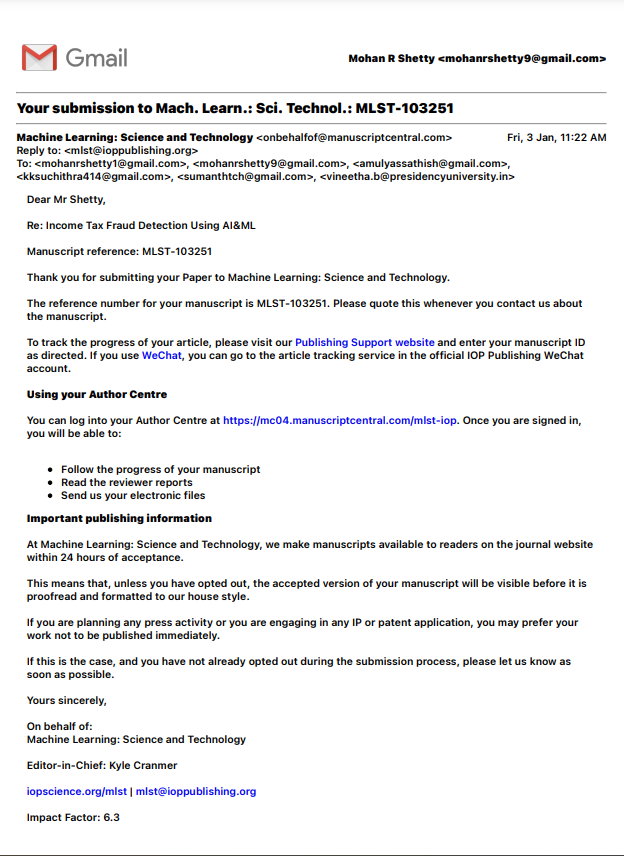 Gmail
Mohan R Shetty <mohanrshetty9@gmail.com>
Your submission to Mach. Learn.: Sci. Technol.: MLST-103251
Machine Learning: Science and Technology <onbehalfof@manuscriptcentral.com>
Fri, 3 Jan, 11:22 AM
Reply to: <mlst@ioppublishing.org>
To: <mohanrshetty1@gmail.com>, <mohanrshetty9@gmail.com>, <amulyassathish@gmail.com>,
<kksuchithra414@gmail.com>, <sumanthtch@gmail.com>, <vineetha.b@presidencyuniversity.in>
Dear Mr Shetty,
Re: Income Tax Fraud Detection Using AI&ML
Manuscript reference: MLST-103251
Thank you for submitting your Paper to Machine Learning: Science and Technology.
The reference number for your manuscript is MLST-103251. Please quote this whenever you contact us about
the manuscript.
To track the progress of your article, please visit our Publishing Support website and enter your manuscript ID
as directed. If you use WeChat, you can go to the article tracking service in the official IOP Publishing WeChat
account.
Using your Author Centre
You can log into your Author Centre at https://mc04.manuscriptcentral.com/mlst-iop. Once you are signed in,
you will be able to:
• Follow the progress of your manuscript
• Read the reviewer reports
• Send us your electronic files
Important publishing information
At Machine Learning: Science and Technology, we make manuscripts available to readers on the journal website
within 24 hours of acceptance.
This means that, unless you have opted out, the accepted version of your manuscript will be visible before it is
proofread and formatted to our house style.
If you are planning any press activity or you are engaging in any IP or patent application, you may prefer your
work not to be published immediately.
If this is the case, and you have not already opted out during the submission process, please let us know as
soon as possible.
Yours sincerely,
On behalf of:
Machine Learning: Science and Technology
Editor-in-Chief: Kyle Cranmer
iopscience.org/mlst | mlst@ioppublishing.org
Impact Factor: 6.3